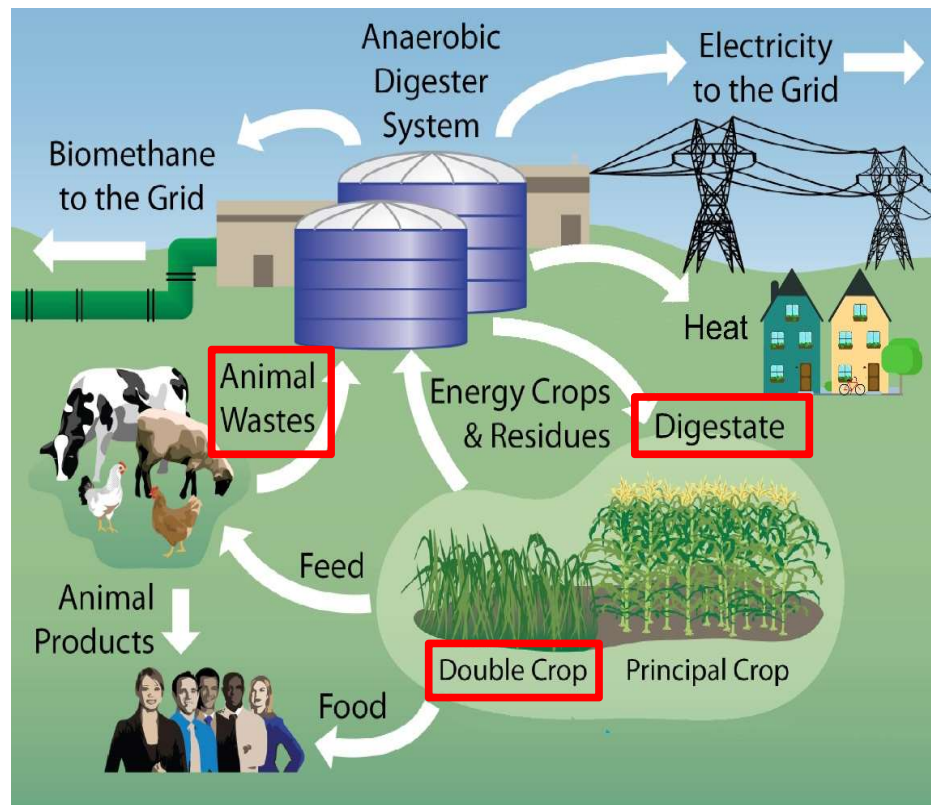 Anaerobic
Digester
System
Electricity
to the Grid
Biomethane
to the Grid
Heat
Animal
Wastes
Energy Crops
& Residues
Digestate
Feed
Animal
Products
Double Crop
Principal Crop
Food